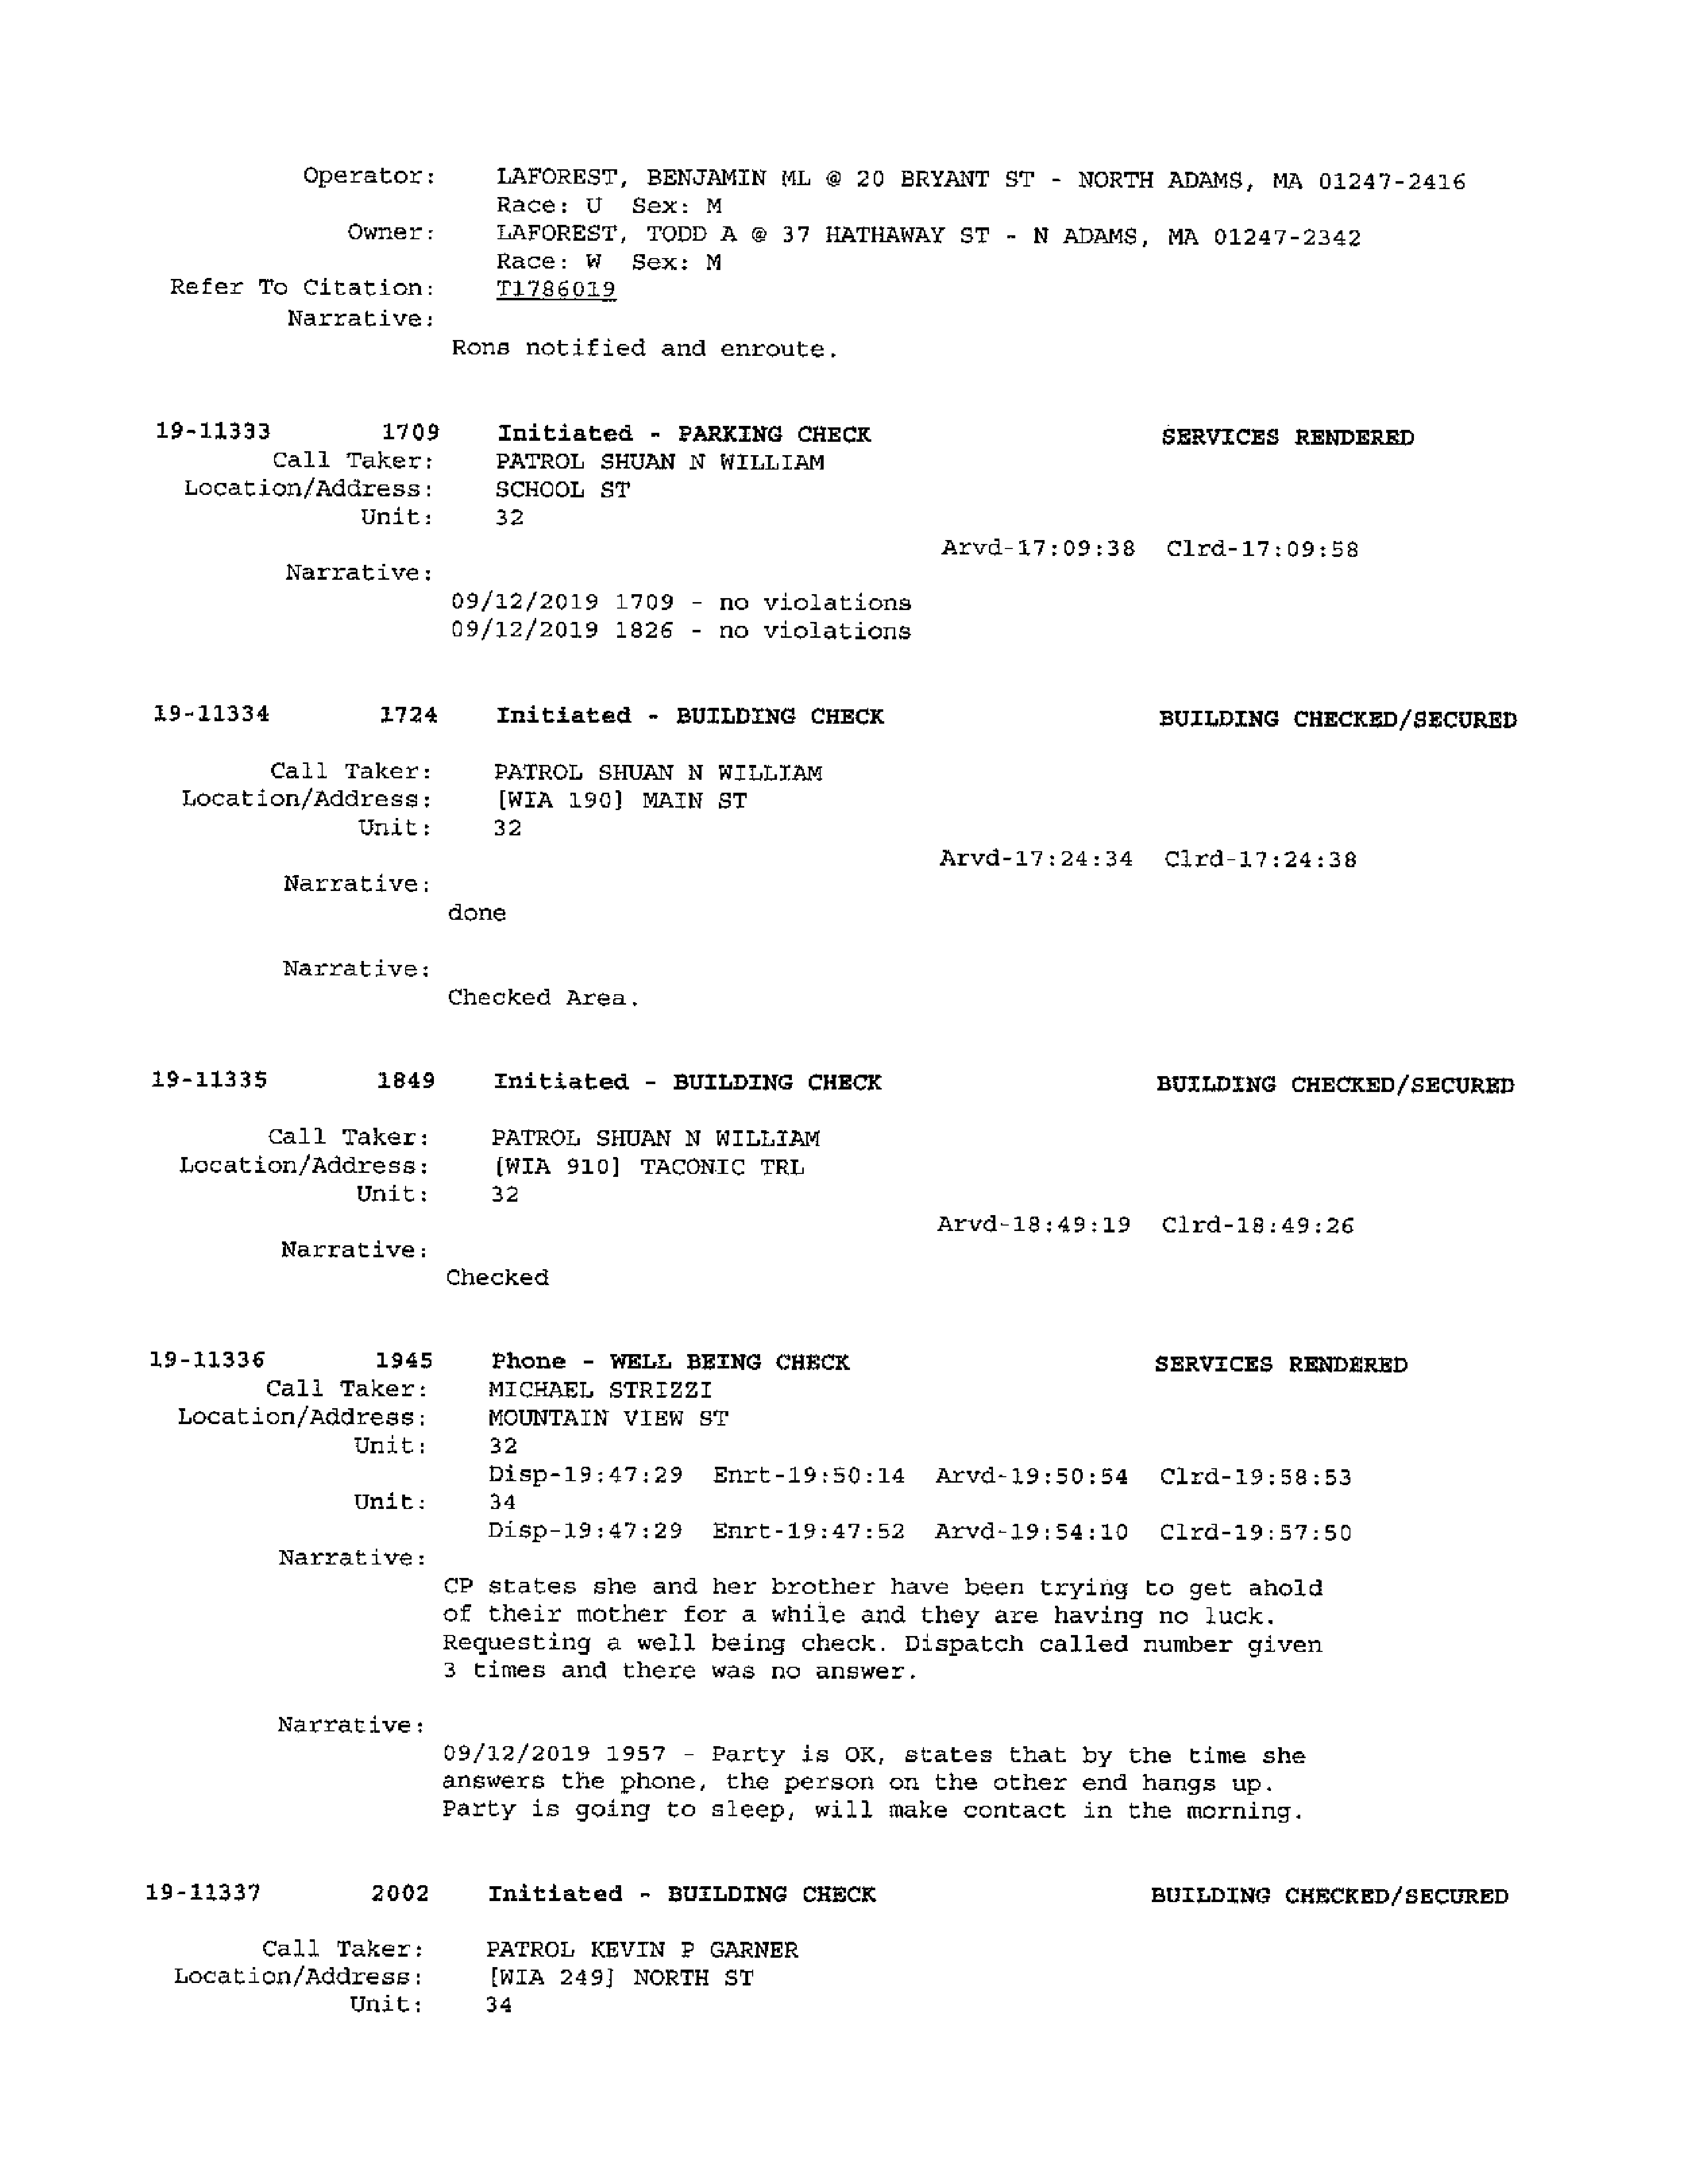 Operator: LAFOREST, BENJAMIN ML @ 20 BRYANT ST - NORTH ADAMS, MA 01247-2416
Race: U Sex: M
Owner: LAFOREST, TODD A @ 37 HATHAWAY ST - N ADAMS, MA 01247-2342
Race: W Sex: M
Refer To Citation: T1786019
Narrative:
Rons notified and enroute.
19-11333 1709 Initiated - PARKING CHECK SERVICES RENDERED
Call Taker: PATROL SHUAN N WILLIAM
Location/Address: SCHOOL ST
Unit: 32
Arvd-17:09:38 Clrd-17:09:58
Narrative:
09/12/2019 1709 - no violations
09/12/2019 1826 - no violations
19-11334 1724 Initiated - BUILDING CHECK BUILDING CHECKED/SECURED
Call Taker: PATROL SHUAN N WILLIAM
Location/Address: [WIA 190] MAIN ST
Unit: 32
Arvd-17:24:34 Clrd-17:24:38
Narrative:
done
Narrative:
Checked Area.
19-11335 1849 Initiated - BUILDING CHECK BUILDING CHECKED/SECURED
Call Taker: PATROL SHUAN N WILLIAM
Location/Address: [WIA 910] TACONIC TRL
Unit: 32
Arvd-18:49:19 Clrd-18:49:26
Narrative:
Checked
19-11336 1945 Phone - WELL BEING CHECK SERVICES RENDERED
Call Taker: MICHAEL STRIZZI
Location/Address: MOUNTAIN VIEW ST
Unit: 32
Disp-19:47:29 Enrt-19:50:14 Arvd-19:50:54 Clrd-19:58:53
Unit: 34
Disp-19:47:29 Enrt-19:47:52 Arvd-19:54:10 Clrd-19:57:50
Narrative:
CP states she and her brother have been trying to get ahold
of their mother for a while and they are having no luck.
Requesting a well being check. Dispatch called number given
3 times and there was no answer.
Narrative:
09/12/2019 1957 - Party is OK, states that by the time she
answers the phone, the person on the other end hangs up.
Party is going to sleep, will make contact in the morning.
19-11337 2002 Initiated - BUILDING CHECK BUILDING CHECKED/SECURED
Call Taker: PATROL KEVIN P GARNER
Location/Address: [WIA 249] NORTH ST
Unit: 34